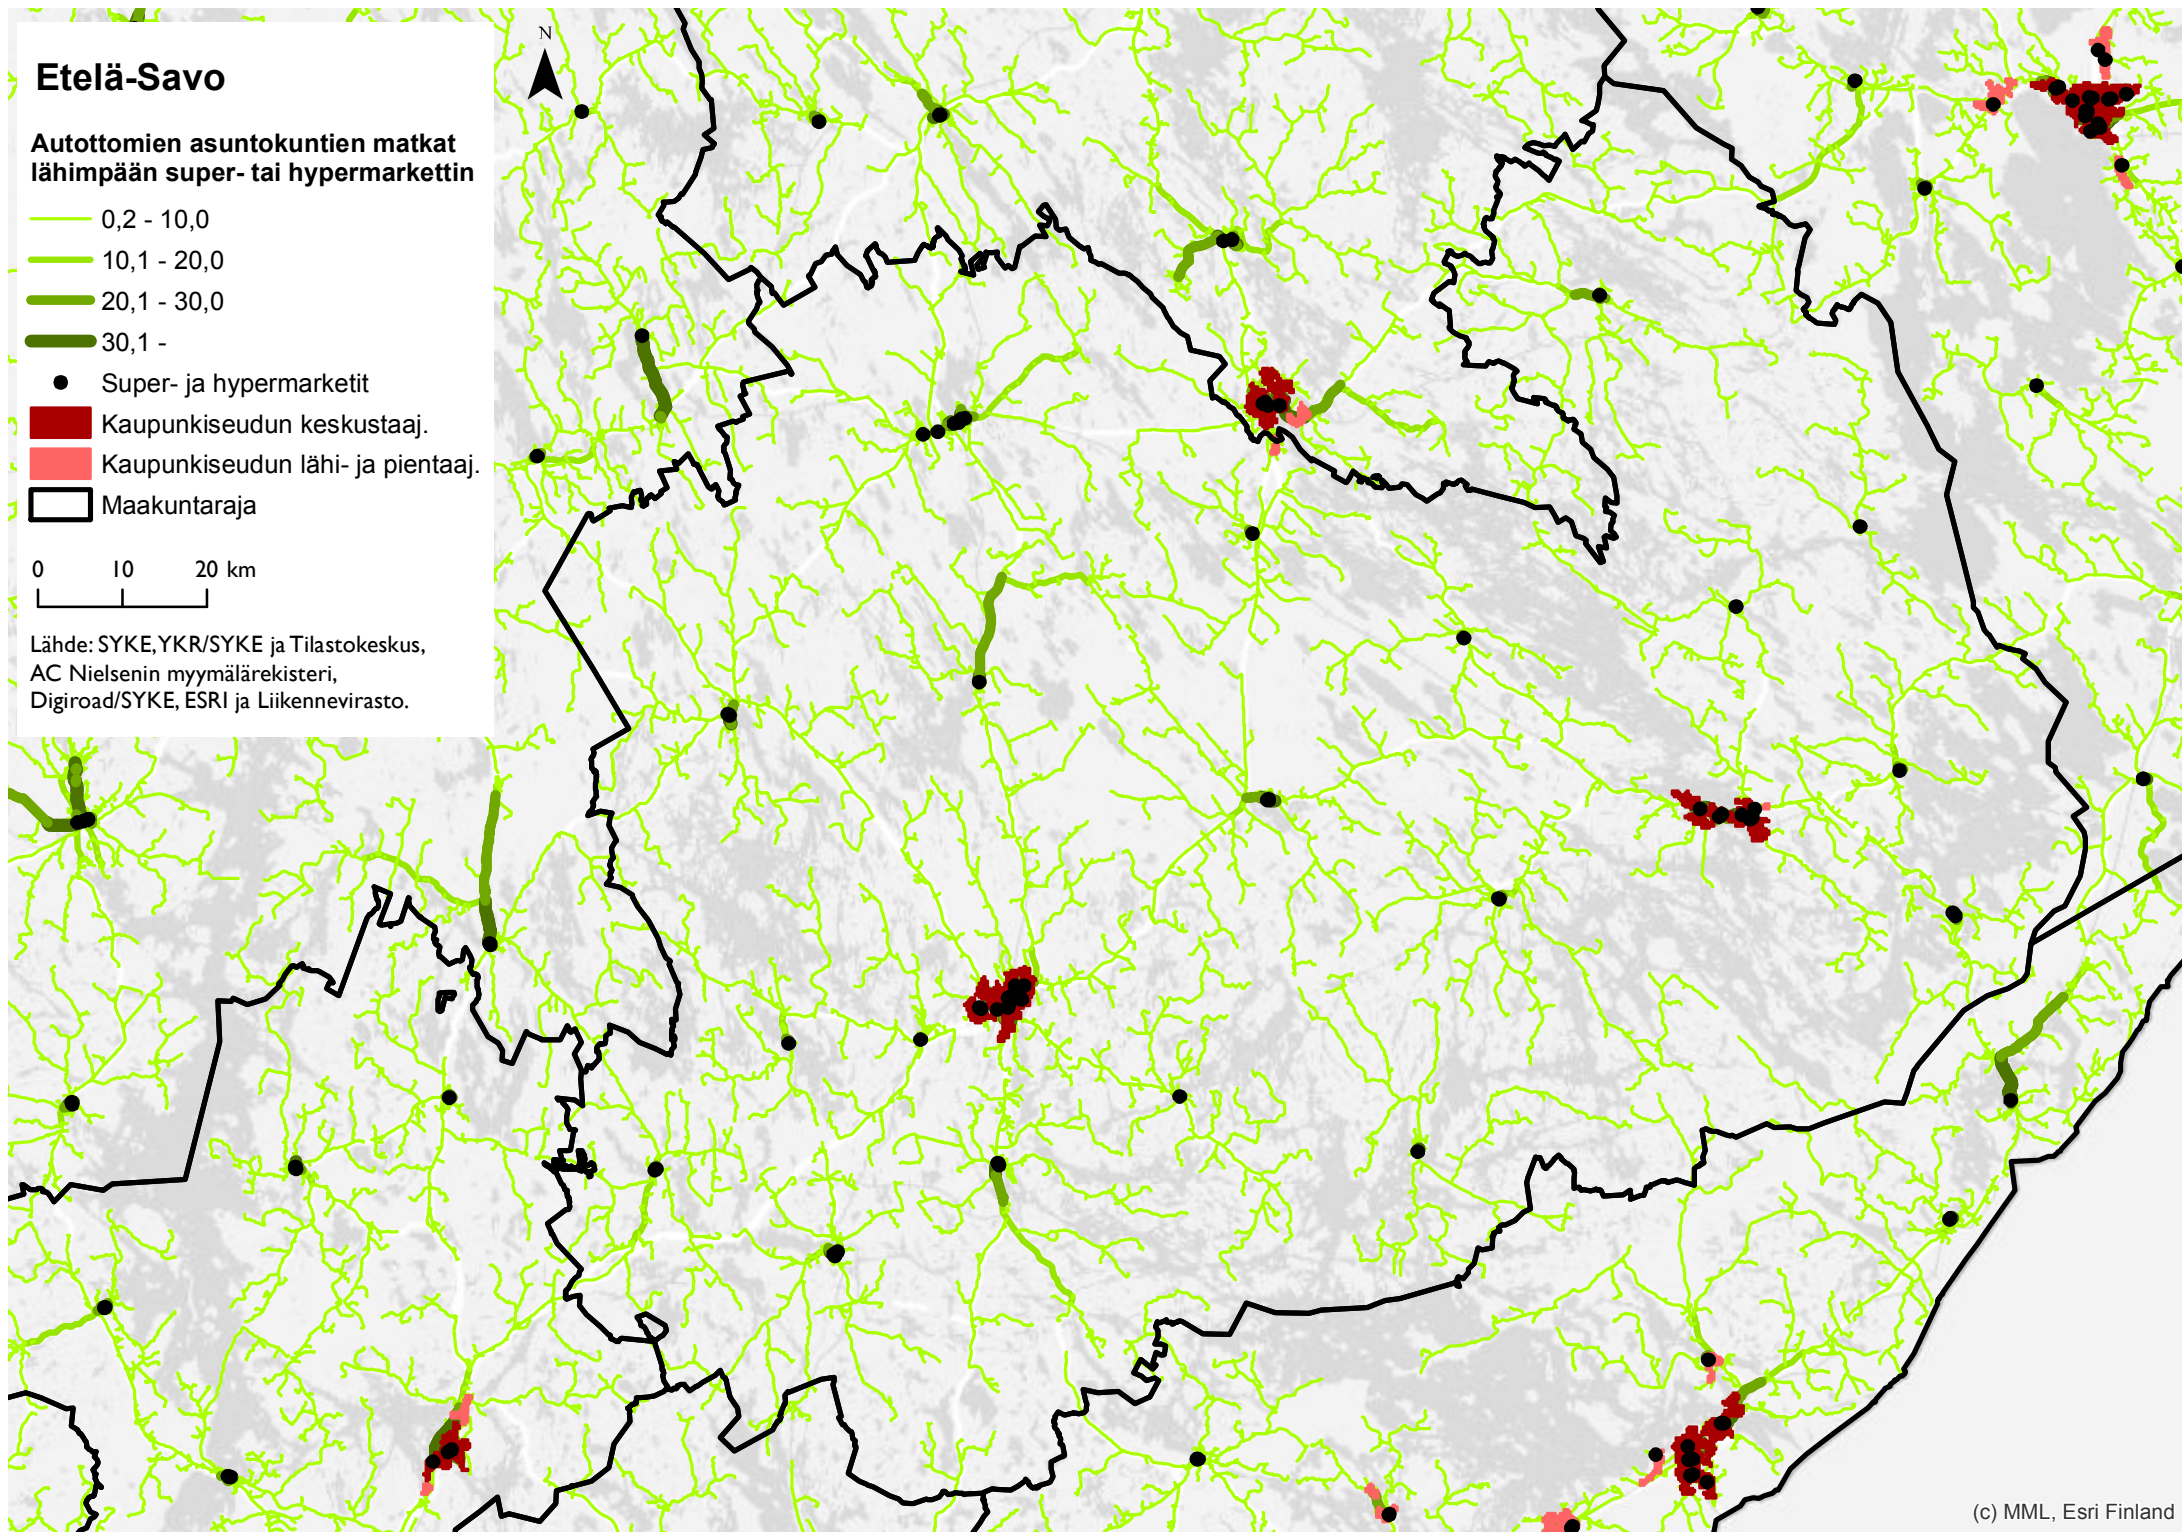 N
Etelä-Savo
Autottomien asuntokuntien matkat
lähimpään super- tai hypermarkettin
0,2 - 10,0
10,1 - 20,0
20,1 - 30,0
30,1 -
Super- ja hypermarketit
Kaupunkiseudun keskustaaj.
Kaupunkiseudun lähi- ja pientaaj.
Maakuntaraja
0 10 20 km
Lähde: SYKE, YKR/SYKE ja Tilastokeskus,
AC Nielsenin myymälärekisteri,
Digiroad/SYKE, ESRI ja Liikennevirasto.
(c) MML, Esri Finland